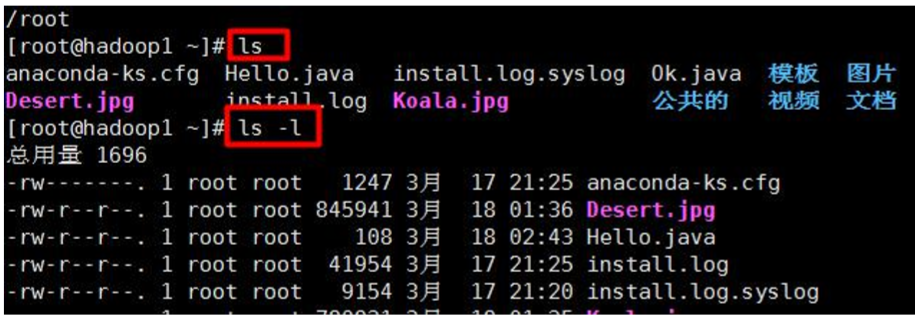 /root
[root@hadoop1 ~]# ls
anaconda-ks.cfg Hello.java install.log.syslog Ok.java 模板 图片
Desert.jpg install.log Koala.jpg 公共的 视频 文档
[root@hadoop1 ~]# ls -l
总用量 1696
-rw-------. 1 root root 1247 3月 17 21:25 anaconda-ks.cfg
-rw-r--r--. 1 root root 845941 3月 18 01:36 Desert.jpg
-rw-r--r--. 1 root root 108 3月 18 02:43 Hello.java
-rw-r--r--. 1 root root 41954 3月 17 21:25 install.log
-rw-r--r--. 1 root root 9154 3月 17 21:20 install.log.syslog